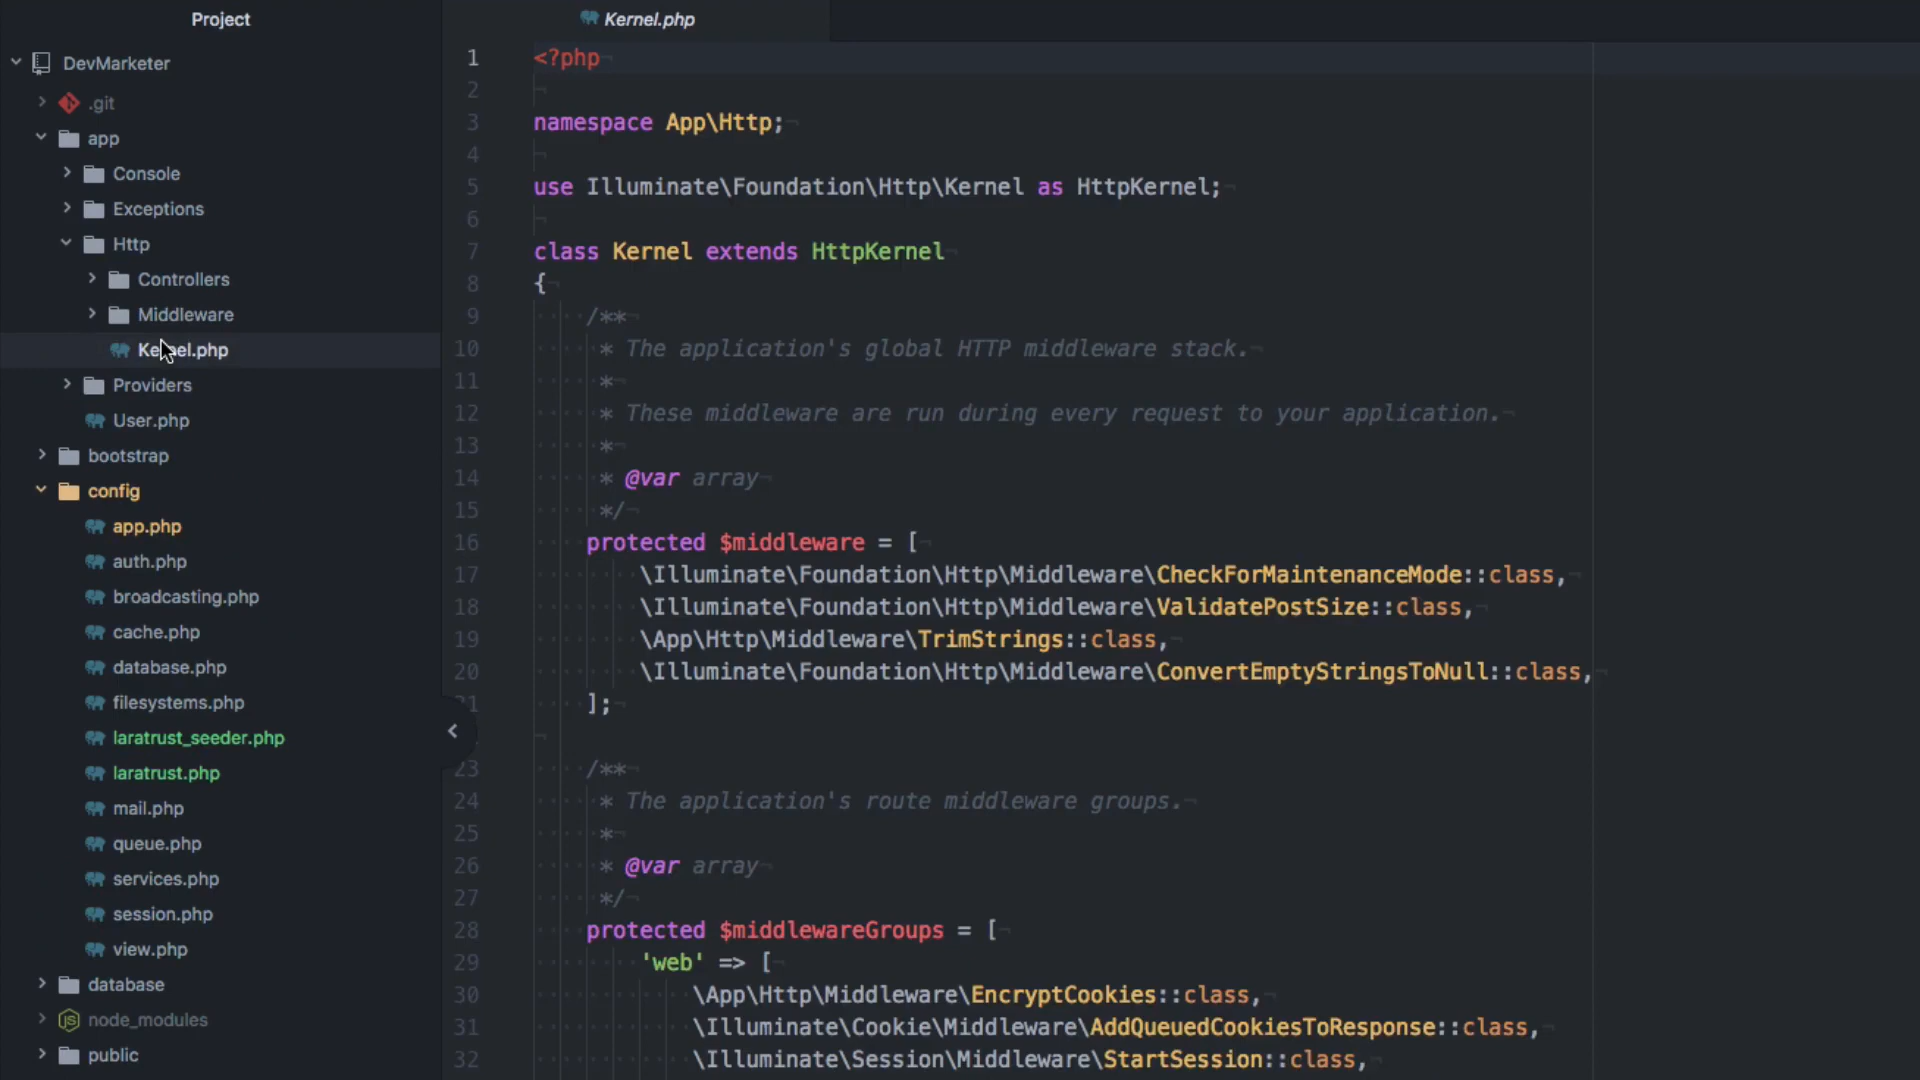 Project
DevMarketer
.git
app
Console
Exceptions
Http
Controllers
Middleware
Kernel.php
Providers
User.php
bootstrap
config
app.php
auth.php
broadcasting.php
cache.php
database.php
filesystems.php
laratrust_seeder.php
laratrust.php
mail.php
queue.php
services.php
session.php
view.php
database
node_modules
public
Kernel.php
1 <?php
2
3 namespace App\Http;
4
5 use Illuminate\Foundation\Http\Kernel as HttpKernel;
6
7 class Kernel extends HttpKernel
8 {
9 /**
10 * The application's global HTTP middleware stack.
11 *
12 * These middleware are run during every request to your application.
13 *
14 * @var array
15 */
16 protected $middleware = [
17 \Illuminate\Foundation\Http\Middleware\CheckForMaintenanceMode::class,
18 \Illuminate\Foundation\Http\Middleware\ValidatePostSize::class,
19 \App\Http\Middleware\TrimStrings::class,
20 \Illuminate\Foundation\Http\Middleware\ConvertEmptyStringsToNull::class,
21 ];
23 /**
24 * The application's route middleware groups.
25 *
26 * @var array
27 */
28 protected $middlewareGroups = [
29 'web' => [
30 \App\Http\Middleware\EncryptCookies::class,
31 \Illuminate\Cookie\Middleware\AddQueuedCookiesToResponse::class,
32 \Illuminate\Session\Middleware\StartSession::class,